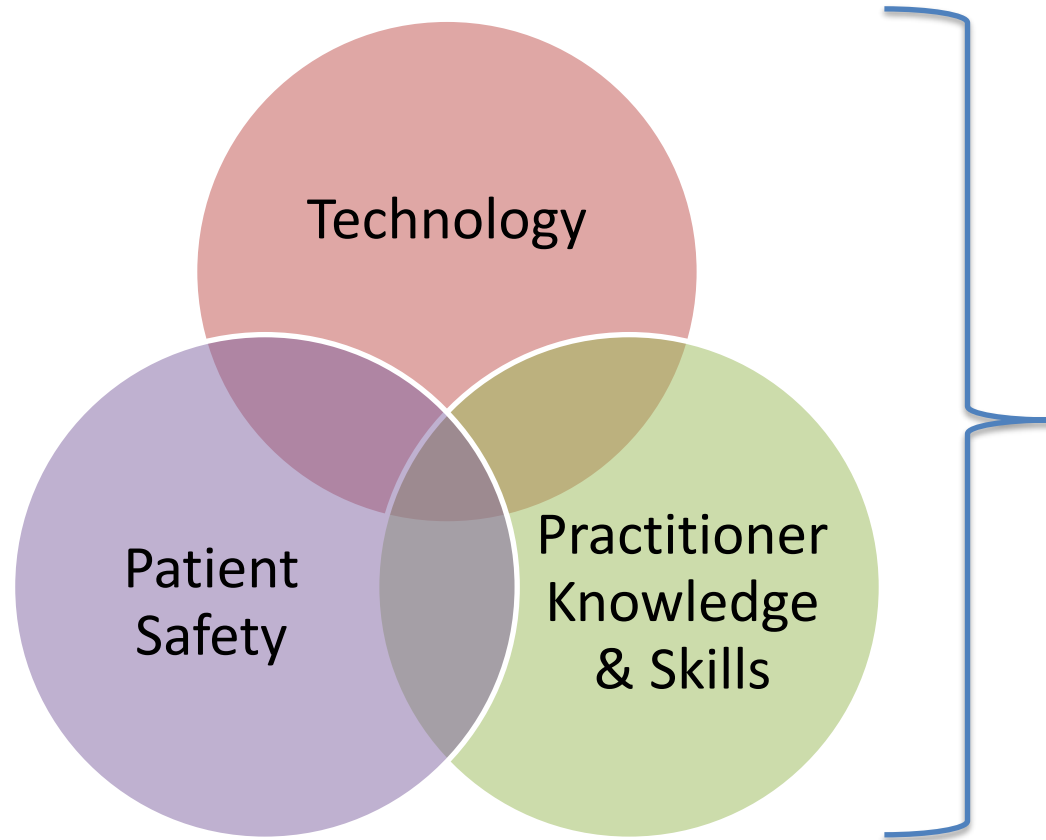 Technology
Patient
Safety
Practitioner
Knowledge
& Skills